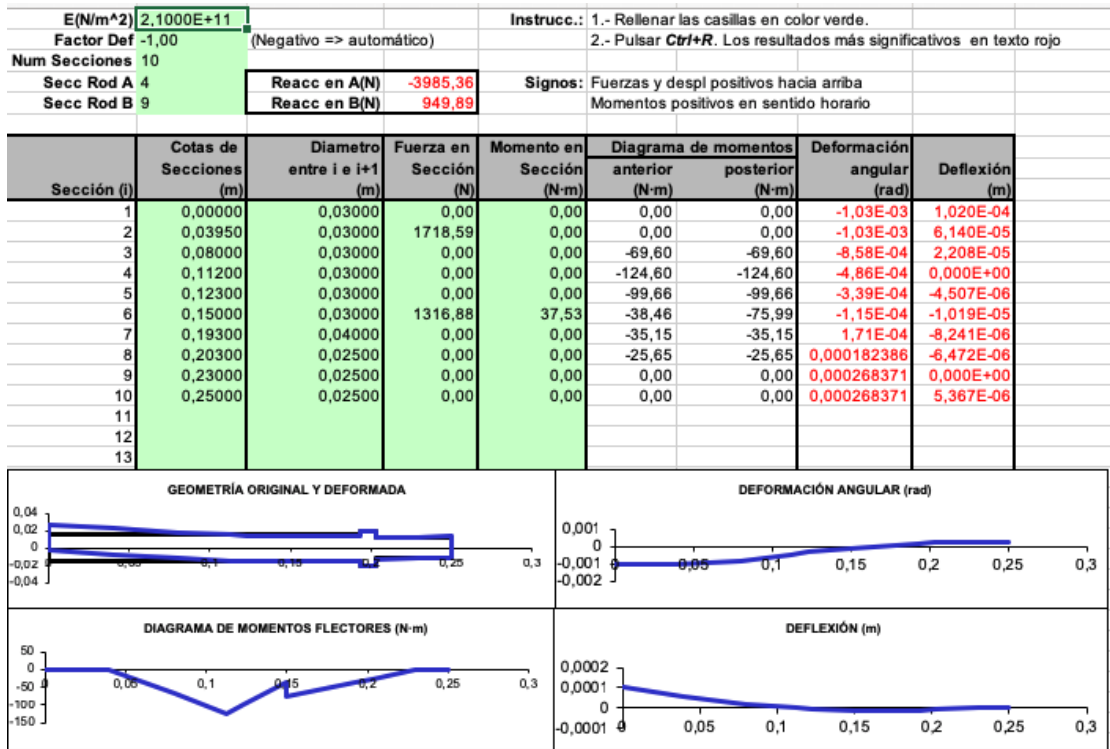 E(N/m^2) 2,1000E+11 Instrucc.: 1.- Rellenar las casillas en color verde.
Factor Def -1,00 (Negativo => automático) 2.- Pulsar Ctrl+R. Los resultados más significativos en texto rojo
Num Secciones 10
Secc Rod A 4 Reacc en A(N) -3985,36 Signos: Fuerzas y despl positivos hacia arriba
Secc Rod B 9 Reacc en B(N) 949,89 Momentos positivos en sentido horario
Cotas de Diametro Fuerza en Momento en Diagrama de momentos Deformación
Secciones entre i e i+1 Sección Sección anterior posterior angular Deflexión
Sección (i) (m) (m) (N) (N·m) (N·m) (N·m) (rad) (m)
1 0,00000 0,03000 0,00 0,00 0,00 0,00 -1,03E-03 1,020E-04
2 0,03950 0,03000 1718,59 0,00 0,00 0,00 -1,03E-03 6,140E-05
3 0,08000 0,03000 0,00 0,00 -69,60 -69,60 -8,58E-04 2,208E-05
4 0,11200 0,03000 0,00 0,00 -124,60 -124,60 -4,86E-04 0,000E+00
5 0,12300 0,03000 0,00 0,00 -99,66 -99,66 -3,39E-04 -4,507E-06
6 0,15000 0,03000 1316,88 37,53 -38,46 -75,99 -1,15E-04 -1,019E-05
7 0,19300 0,04000 0,00 0,00 -35,15 -35,15 1,71E-04 -8,241E-06
8 0,20300 0,02500 0,00 0,00 -25,65 -25,65 0,000182386 -6,472E-06
9 0,23000 0,02500 0,00 0,00 0,00 0,00 0,000268371 0,000E+00
10 0,25000 0,02500 0,00 0,00 0,00 0,00 0,000268371 5,367E-06
11
12
13
GEOMETRÍA ORIGINAL Y DEFORMADA
0,04
0,02
0
-0,02
-0,04
0 0,05 0,1 0,15 0,2 0,25 0,3
DEFORMACIÓN ANGULAR (rad)
0,001
0
-0,001
-0,002
0 0,05 0,1 0,15 0,2 0,25 0,3
DIAGRAMA DE MOMENTOS FLECTORES (N·m)
50
0
-50
-100
-150
0 0,05 0,1 0,15 0,2 0,25 0,3
DEFLEXIÓN (m)
0,0002
0,0001
0
-0,0001
0 0,05 0,1 0,15 0,2 0,25 0,3